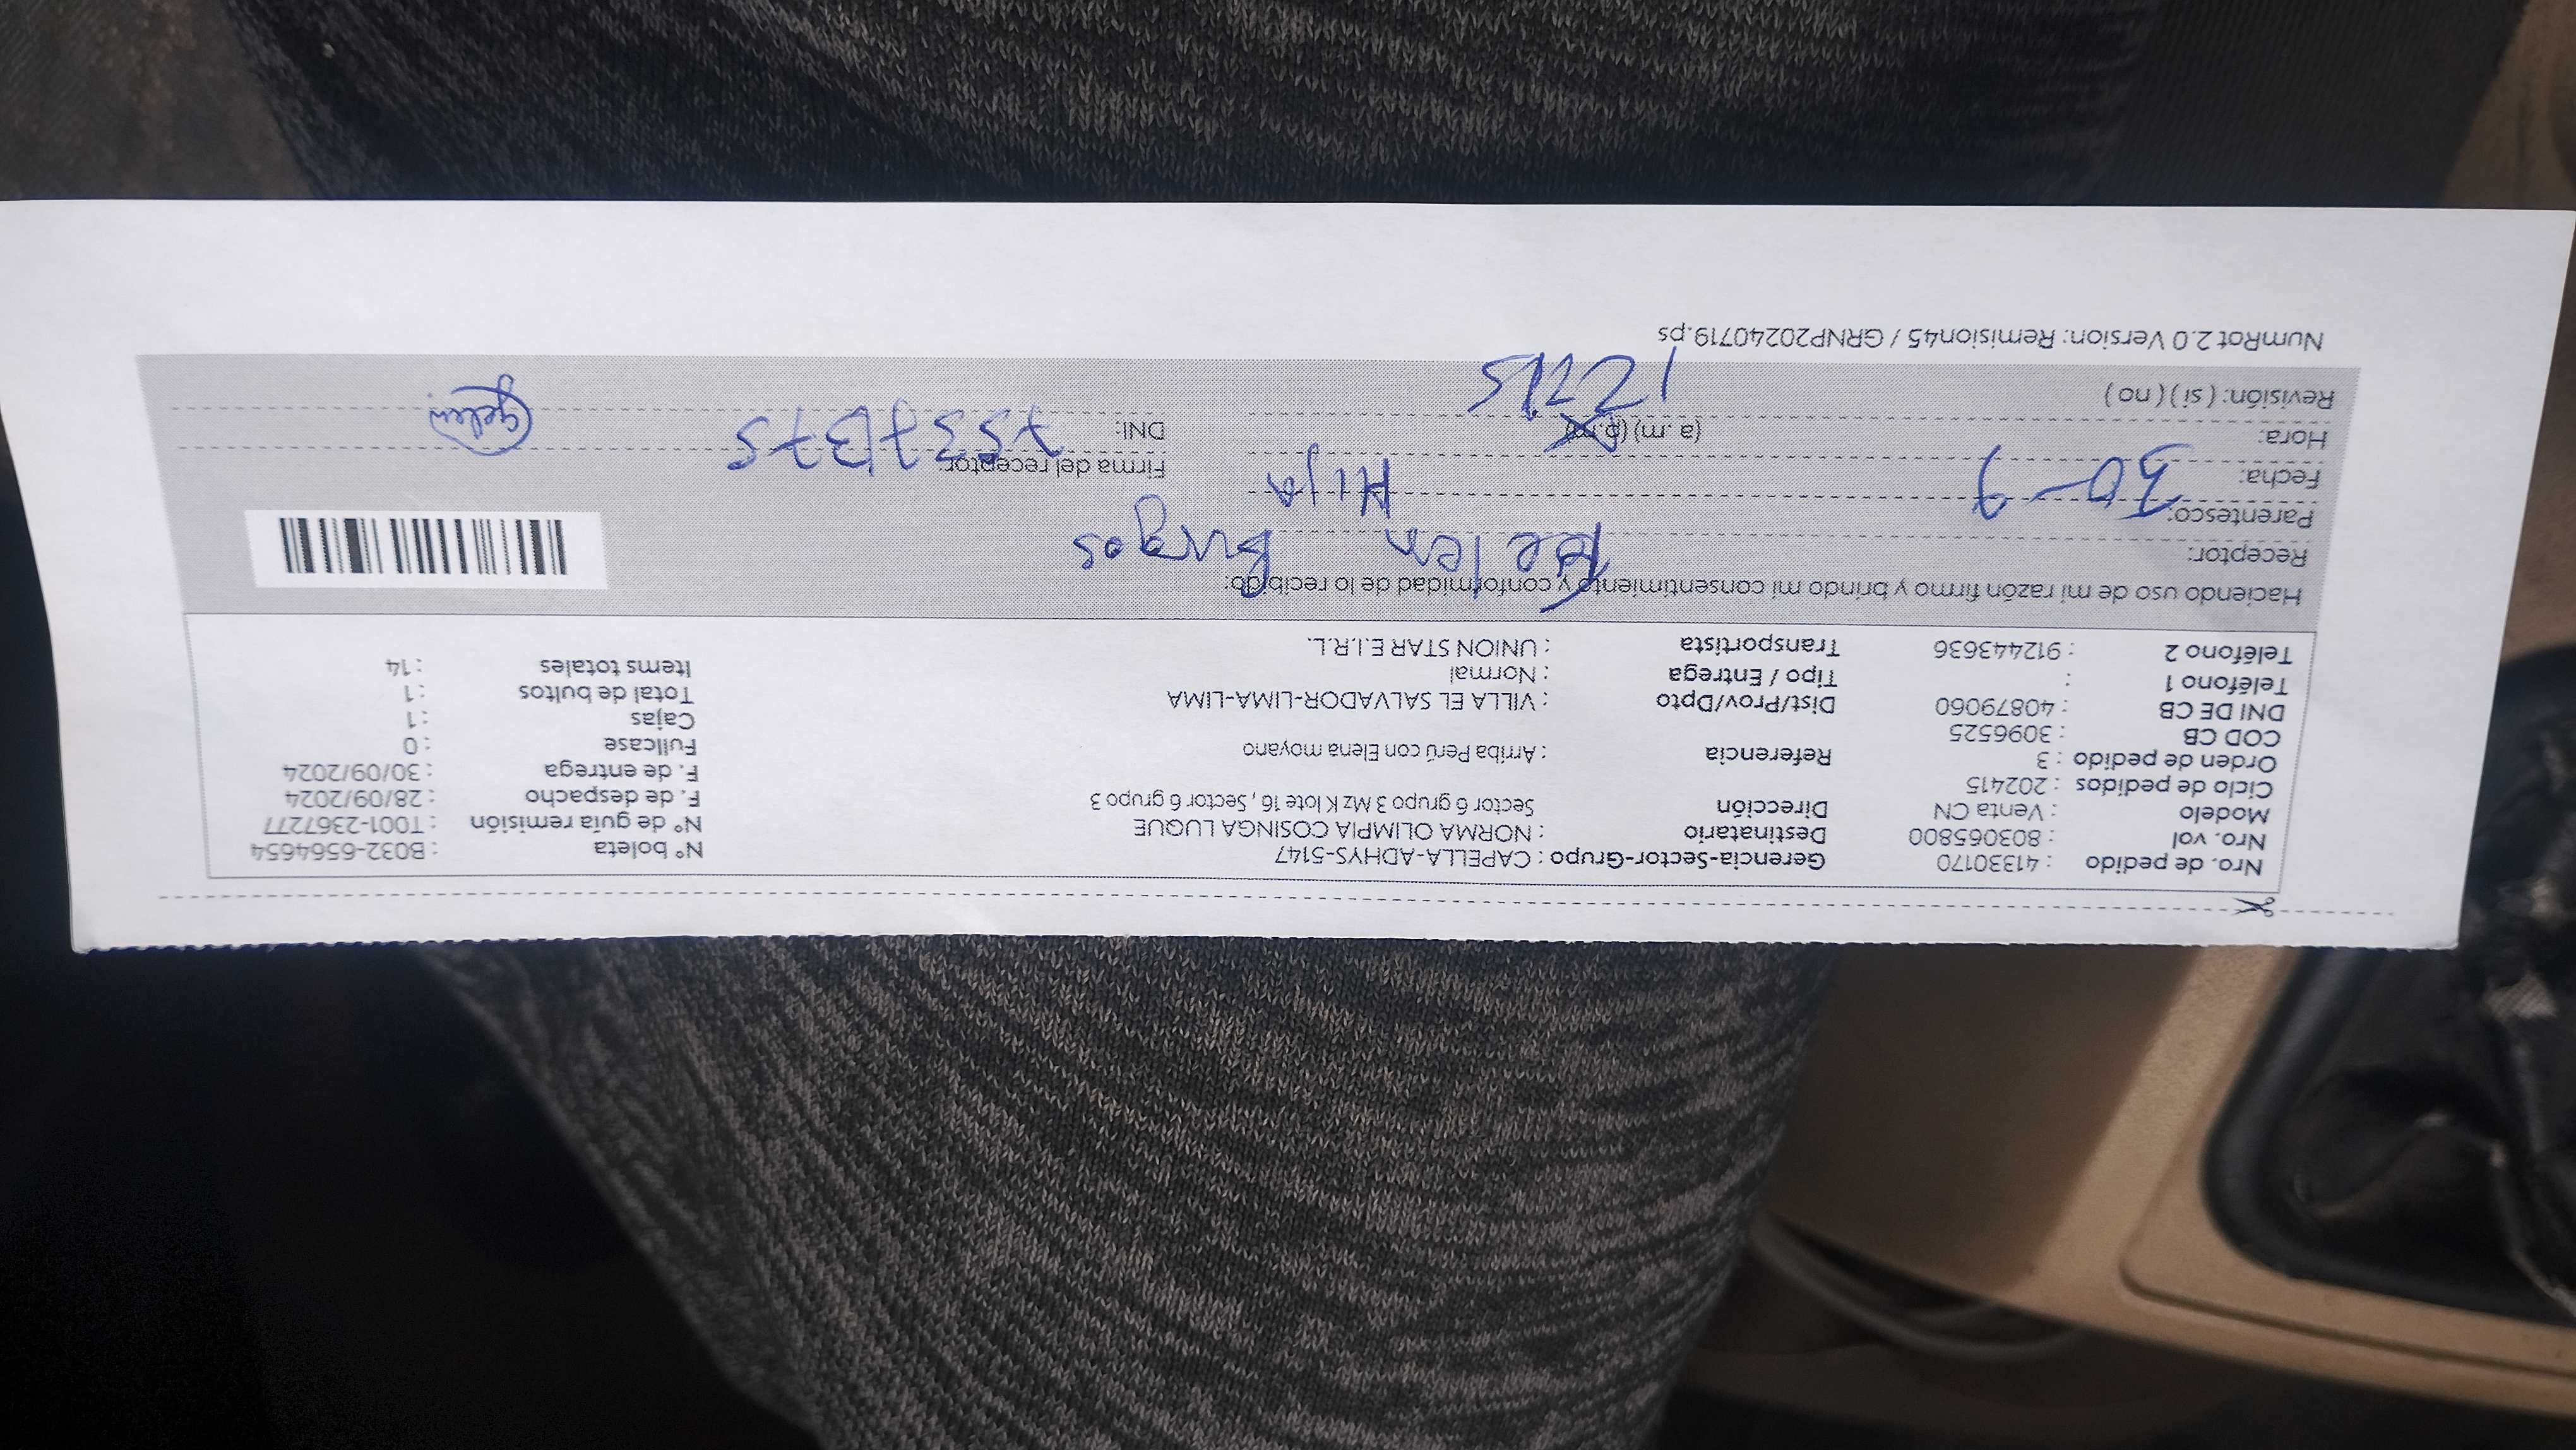 Nro. de pedido : 41330170 Gerencia-Sector-Grupo : CAPELLA-ADHYS-5147 N° boleta : B032-6564654
Nro. vol : 803065800 Destinatario : NORMA OLIMPIA COSINGA LUQUE N° de guía remisión : T001-2367277
Modelo : Venta CN Dirección Sector 6 grupo 3 Mz K lote 16 , Sector 6 grupo 3 F. de despacho : 28/09/2024
Ciclo de pedidos : 202415 F. de entrega : 30/09/2024
Orden de pedido : 3 Referencia : Arriba Perú con Elena moyano Fullcase : 0
COD CB : 3096525 Cajas : 1
DNI DE CB : 40879060 Dist/Prov/Dpto : VILLA EL SALVADOR-LIMA-LIMA Total de bultos : 1
Teléfono 1 : Tipo / Entrega : Normal Items totales : 14
Teléfono 2 : 912443636 Transportista : UNION STAR E.I.R.L.
Haciendo uso de mi razón firmo y brindo mi consentimiento y conformidad de lo recibido:
Receptor: Burgos
Parentesco: Hija
Fecha: 30-9 Firma del receptor:
Hora: (a .m) (p.m) DNI:
Revisión: ( si ) ( no )
NumRot 2.0 Version: Remision45 / GRNP20240719.ps